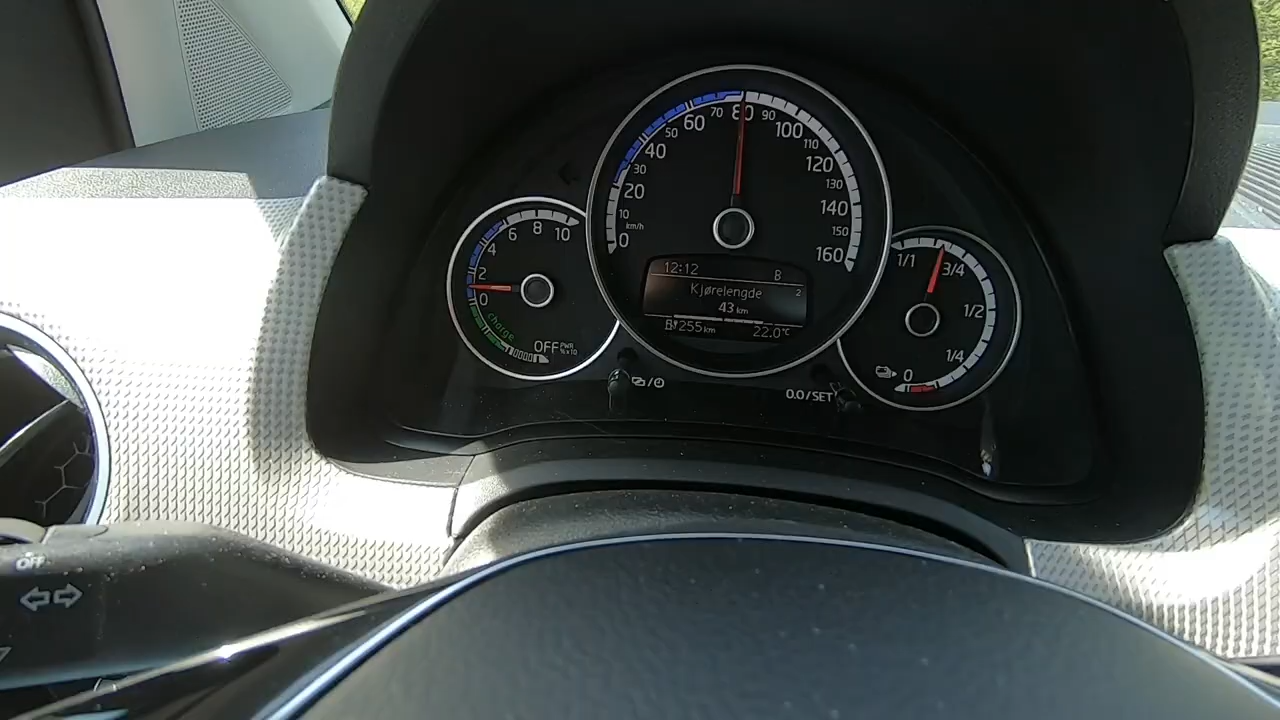 0 10 20 30 40 50 60 70 80 90 100 110 120 130 140 150 160
km/h
0 2 4 6 8 10
charge
OFF PWR %x10
12:12 B
Kjørelengde 2
43 km
255 km 22.0°C
1/1 3/4 1/2 1/4 0
0.0/SET
OFF